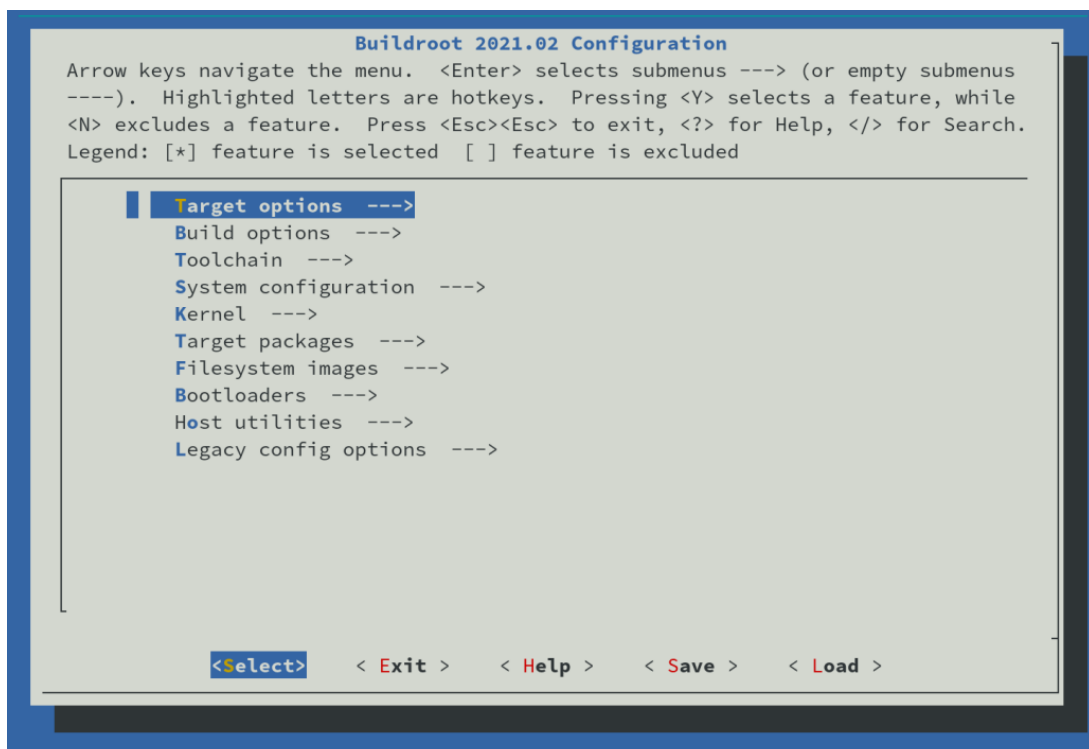 Buildroot 2021.02 Configuration
Arrow keys navigate the menu.  <Enter> selects submenus ---> (or empty submenus
----).  Highlighted letters are hotkeys.  Pressing <Y> selects a feature, while
<N> excludes a feature.  Press <Esc><Esc> to exit, <?> for Help, </> for Search.
Legend: [*] feature is selected  [ ] feature is excluded
Target options  --->
Build options  --->
Toolchain  --->
System configuration  --->
Kernel  --->
Target packages  --->
Filesystem images  --->
Bootloaders  --->
Host utilities  --->
Legacy config options  --->
<Select>    < Exit >    < Help >    < Save >    < Load >